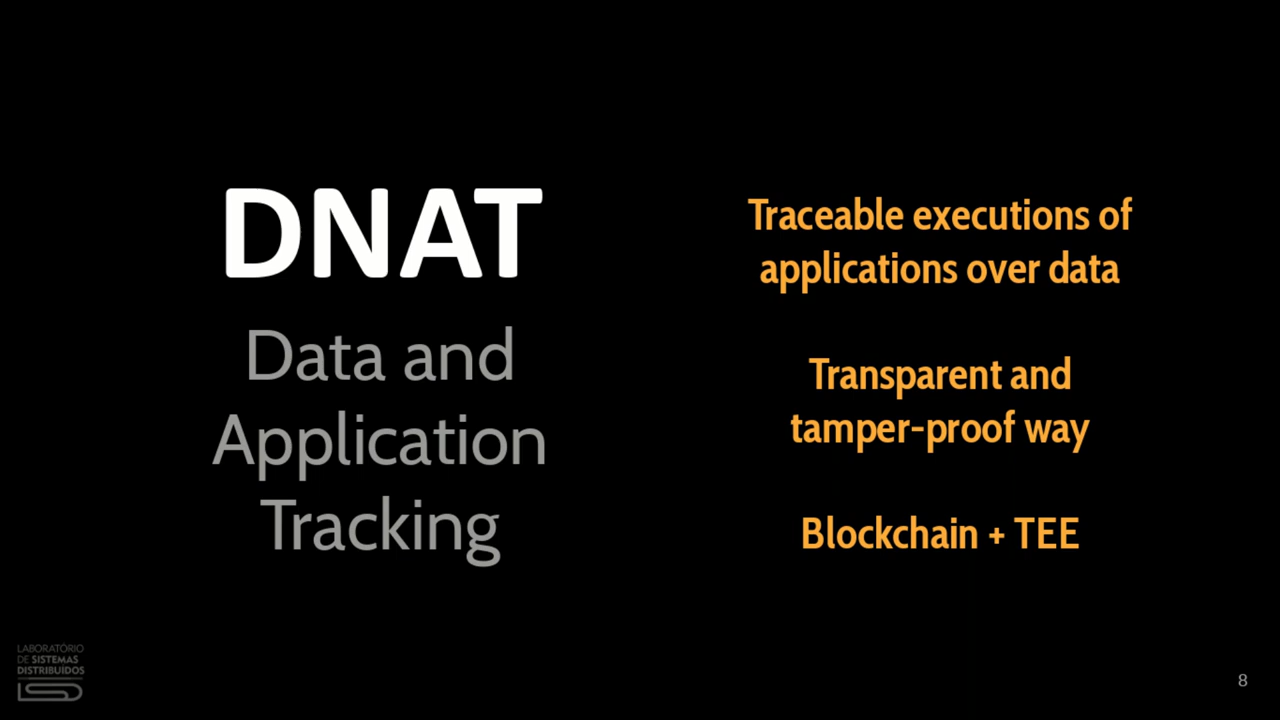 DNAT
Data and
Application
Tracking
Traceable executions of
applications over data
Transparent and
tamper-proof way
Blockchain + TEE
LABORATÓRIO
DE SISTEMAS
DISTRIBUÍDOS
8